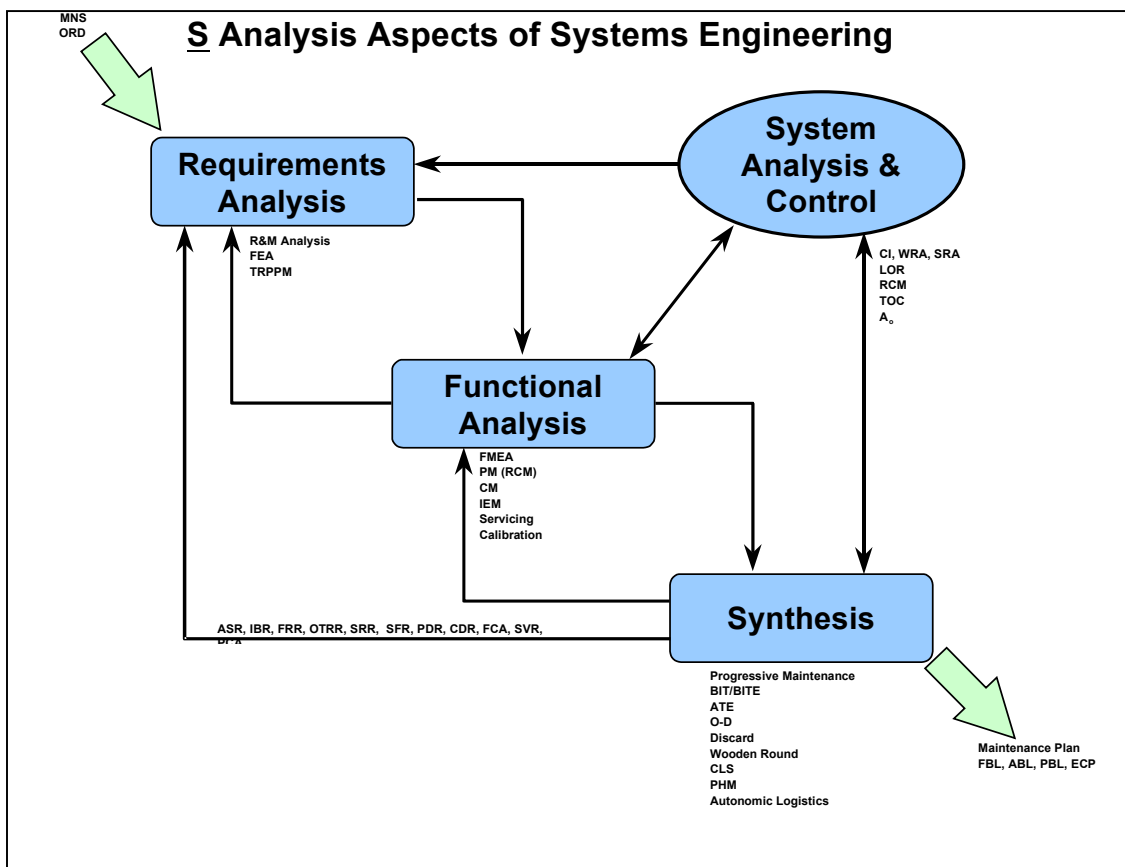 MNS
ORD
S Analysis Aspects of Systems Engineering
System
Analysis &
Control
Requirements
Analysis
R&M Analysis
FEA
TRPPM
CI, WRA, SRA
LOR
RCM
TOC
Ao
Functional
Analysis
FMEA
PM (RCM)
CM
IEM
Servicing
Calibration
Synthesis
ASR, IBR, FRR, OTRR, SRR, SFR, PDR, CDR, FCA, SVR,
Progressive Maintenance
BIT/BITE
ATE
O-D
Discard
Wooden Round
CLS
PHM
Autonomic Logistics
Maintenance Plan
FBL, ABL, PBL, ECP